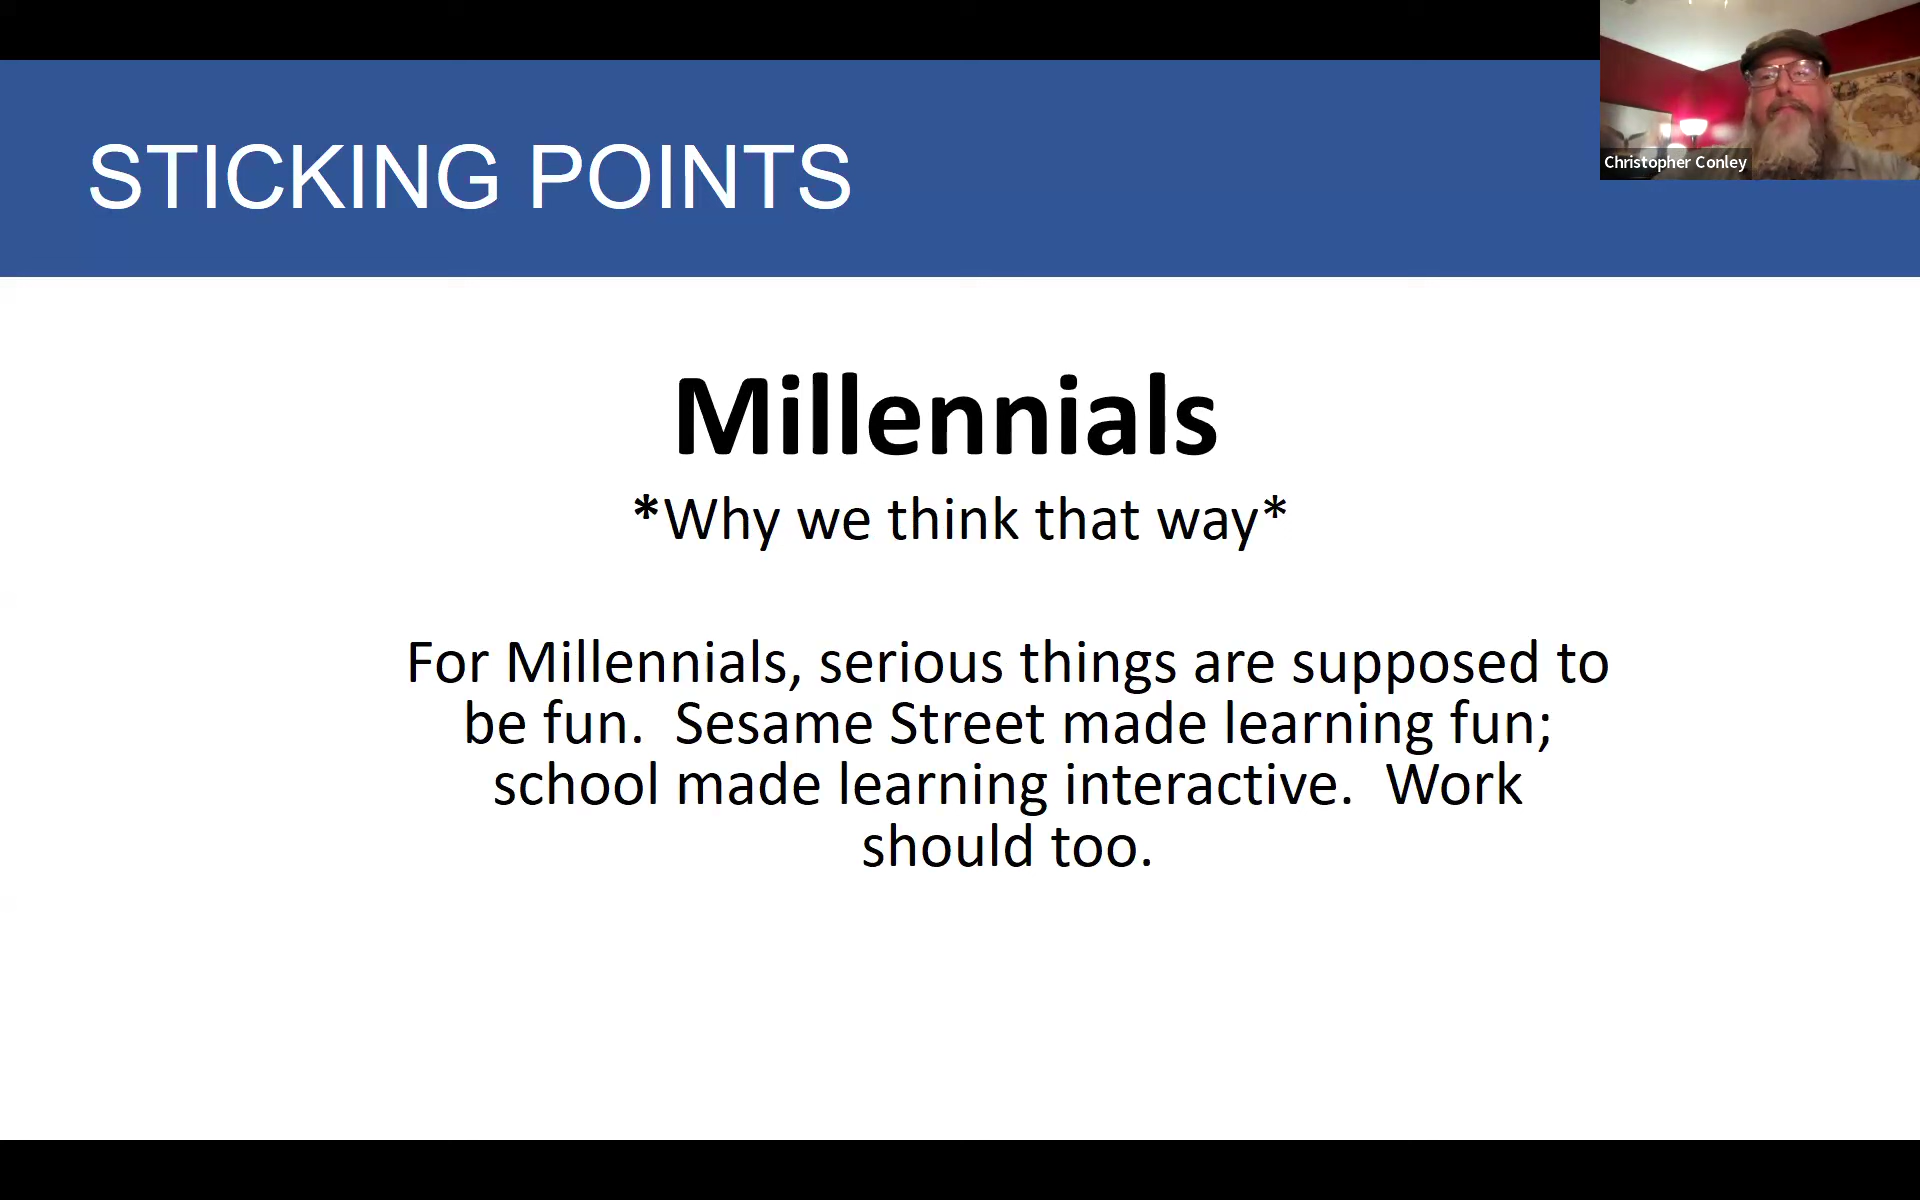 STICKING POINTS
Christopher Conley
Millennials
*Why we think that way*
For Millennials, serious things are supposed to
be fun.  Sesame Street made learning fun;
school made learning interactive.  Work
should too.